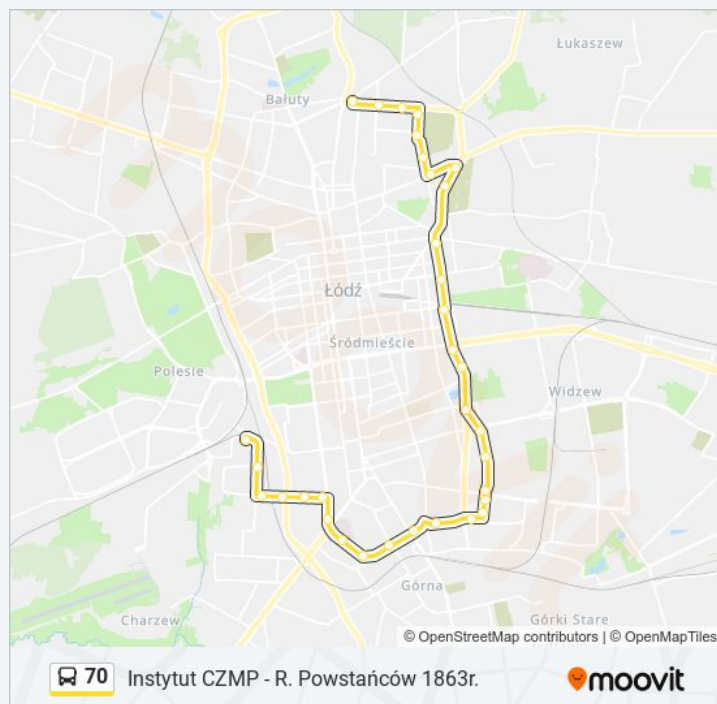 Łukaszew
Bałuty
Łódź
Śródmieście
Polesie
Widzew
Górna
Charzew
Górki Stare
© OpenStreetMap contributors | © OpenMapTiles
70 Instytut CZMP - R. Powstańców 1863r. moovit